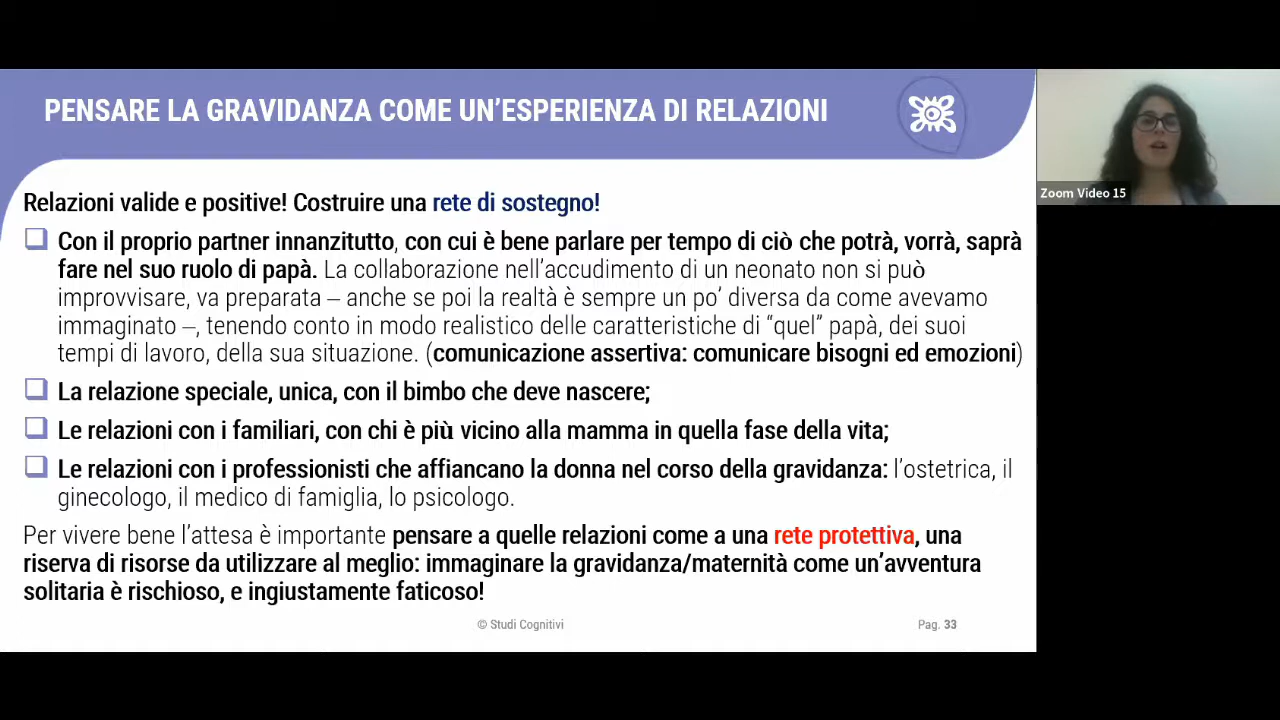 PENSARE LA GRAVIDANZA COME UN'ESPERIENZA DI RELAZIONI
Zoom Video 15
Relazioni valide e positive! Costruire una rete di sostegno!
Con il proprio partner innanzitutto, con cui è bene parlare per tempo di ciò che potrà, vorrà, saprà
fare nel suo ruolo di papà. La collaborazione nell'accudimento di un neonato non si può
improvvisare, va preparata – anche se poi la realtà è sempre un po' diversa da come avevamo
immaginato –, tenendo conto in modo realistico delle caratteristiche di "quel" papà, dei suoi
tempi di lavoro, della sua situazione. (comunicazione assertiva: comunicare bisogni ed emozioni)
La relazione speciale, unica, con il bimbo che deve nascere;
Le relazioni con i familiari, con chi è più vicino alla mamma in quella fase della vita;
Le relazioni con i professionisti che affiancano la donna nel corso della gravidanza: l'ostetrica, il
ginecologo, il medico di famiglia, lo psicologo.
Per vivere bene l'attesa è importante pensare a quelle relazioni come a una rete protettiva, una
riserva di risorse da utilizzare al meglio: immaginare la gravidanza/maternità come un'avventura
solitaria è rischioso, e ingiustamente faticoso!
© Studi Cognitivi
Pag. 33